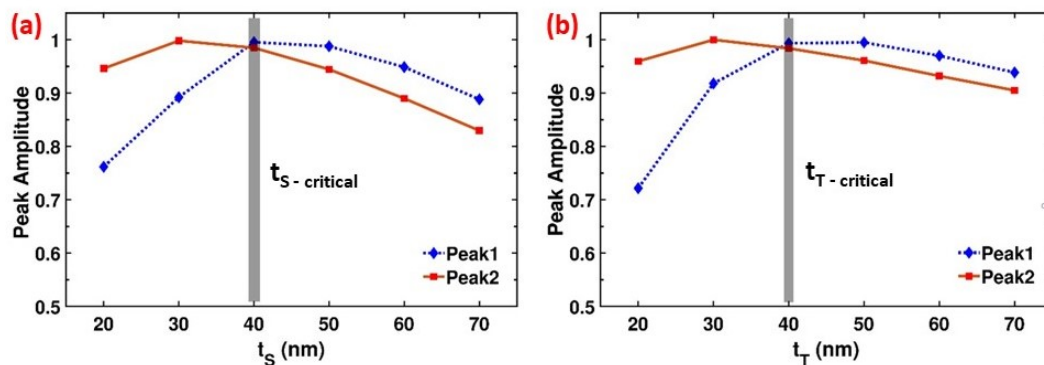 (a)
Peak Amplitude
1
0.9
0.8
0.7
0.6
0.5
20 30 40 50 60 70
t_S (nm)
t_S - critical
Peak1
Peak2
(b)
Peak Amplitude
1
0.9
0.8
0.7
0.6
0.5
20 30 40 50 60 70
t_T (nm)
t_T - critical
Peak1
Peak2